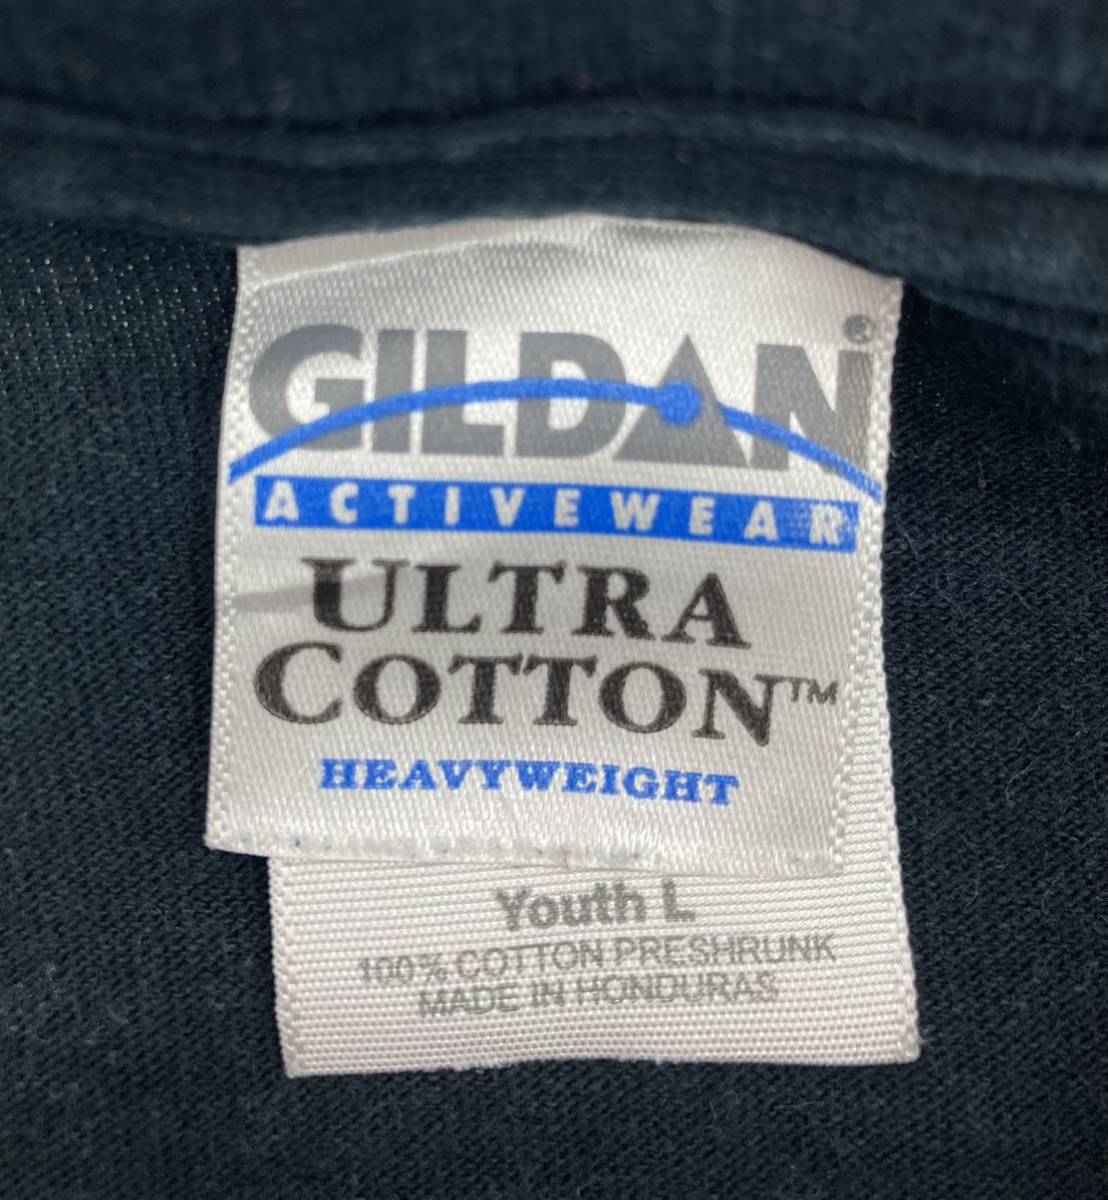 GILDAN®
ACTIVEWEAR
ULTRA
COTTON™
HEAVYWEIGHT
Youth L
100% COTTON PRESHRUNK
MADE IN HONDURAS